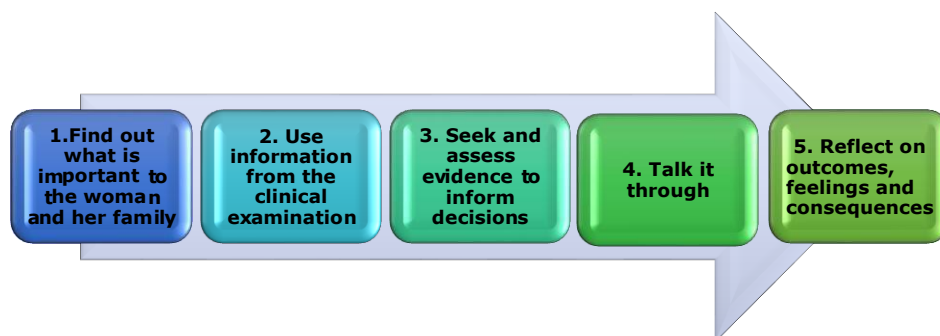 1.Find out
what is
important to
the woman
and her family
2. Use
information
from the
clinical
examination
3. Seek and
assess
evidence to
inform
decisions
4. Talk it
through
5. Reflect on
outcomes,
feelings and
consequences